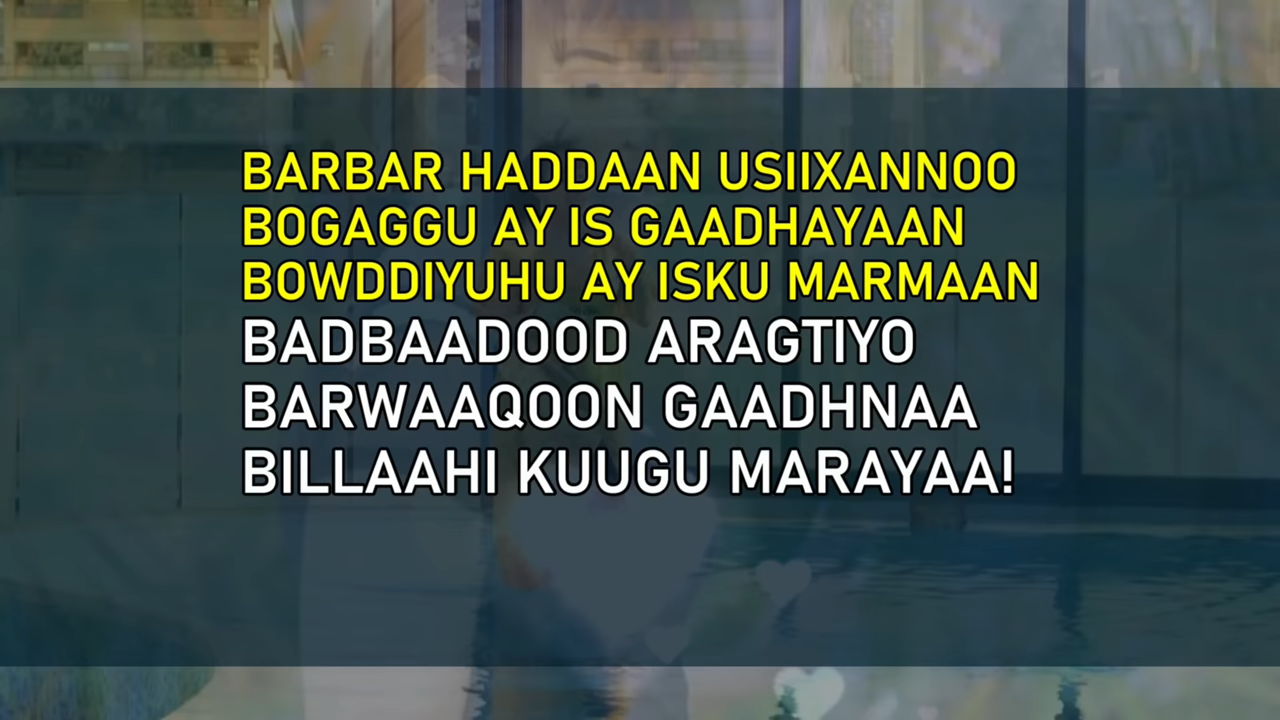 BARBAR HADDAAN USIIXANNOO
BOGAGGU AY IS GAADHAYAAN
BOWDDIYUHU AY ISKU MARMAAN
BADBAADOOD ARAGTIYO
BARWAAQOON GAADHNAA
BILLAAHI KUUGU MARAYAA!